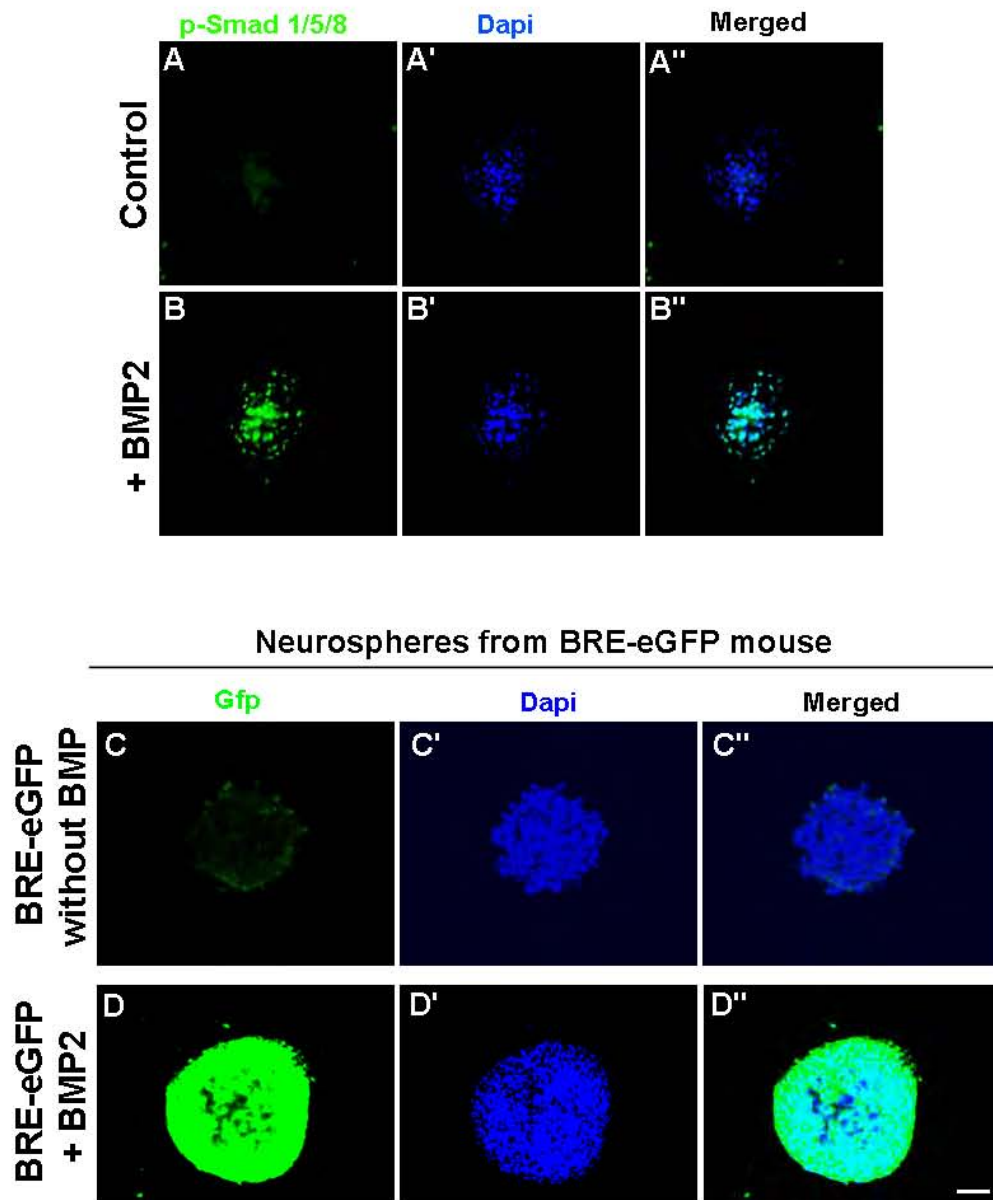 p-Smad 1/5/8 Dapi Merged
Control
A A' A"
+ BMP2
B B' B"
Neurospheres from BRE-eGFP mouse
Gfp Dapi Merged
BRE-eGFP
without BMP
C C' C"
BRE-eGFP
+ BMP2
D D' D"